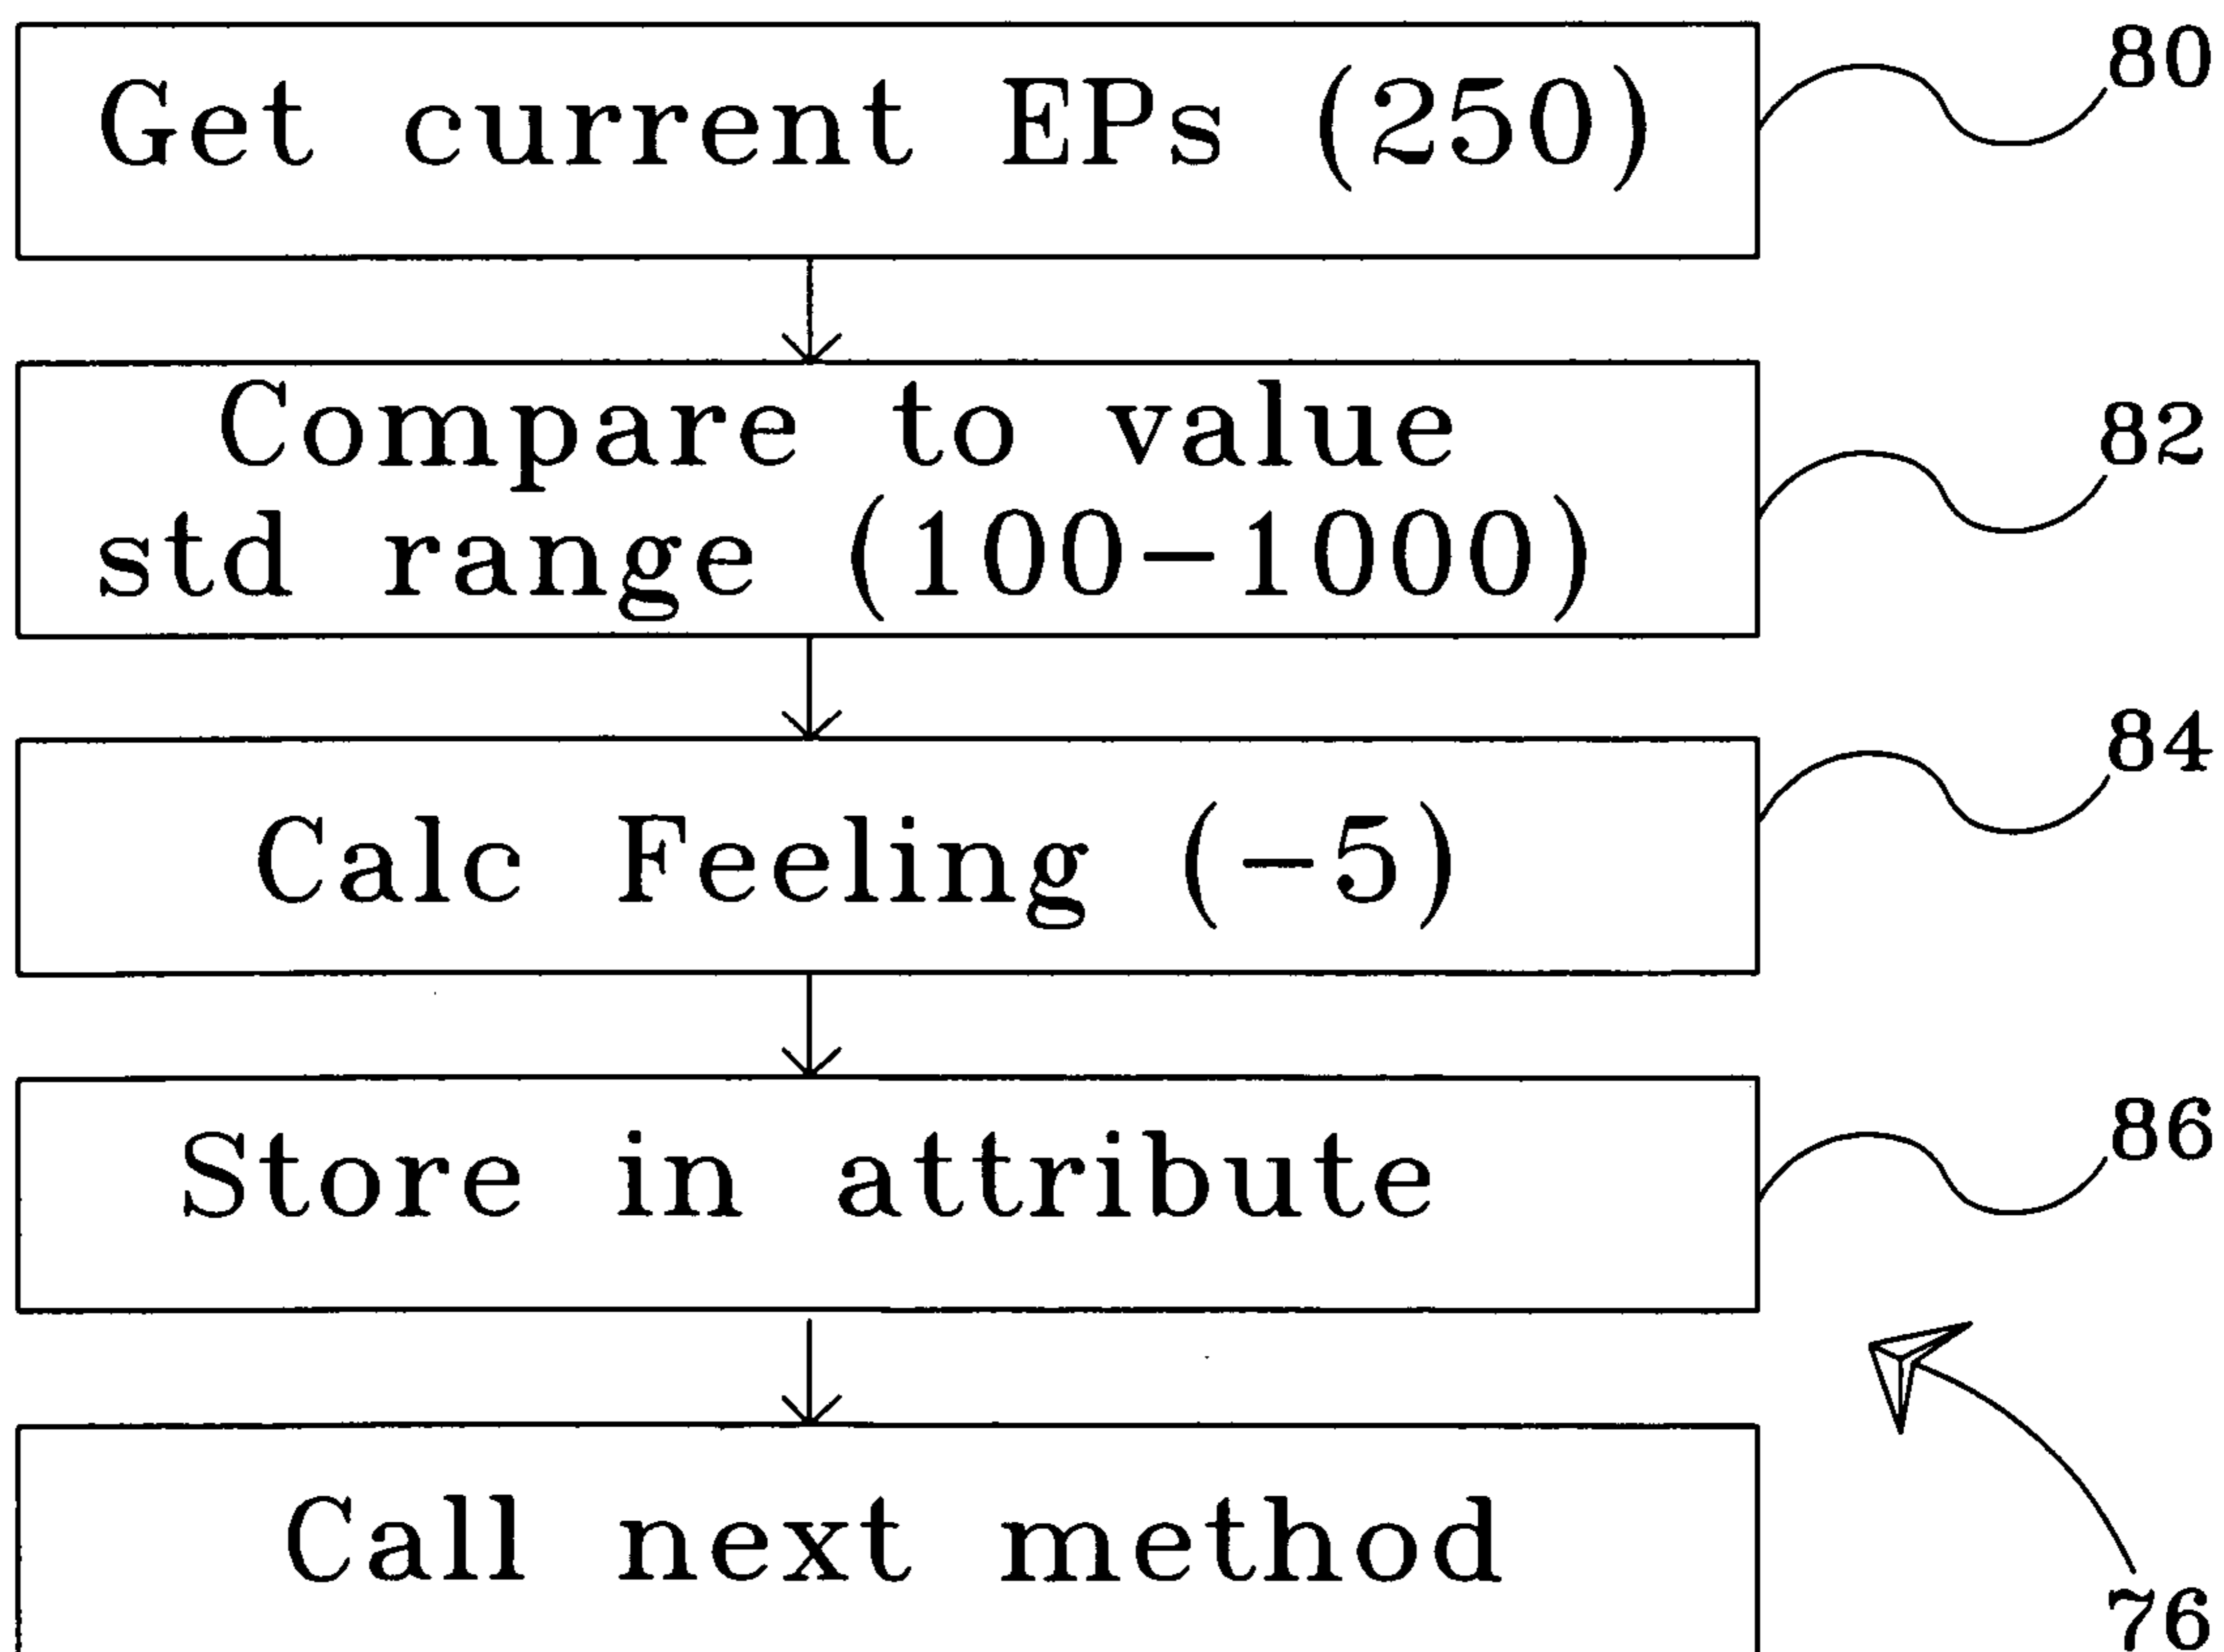 Get current EPs (250)
80
Compare to value
std range (100-1000)
82
Calc Feeling (-5)
84
Store in attribute
86
Call next method
76